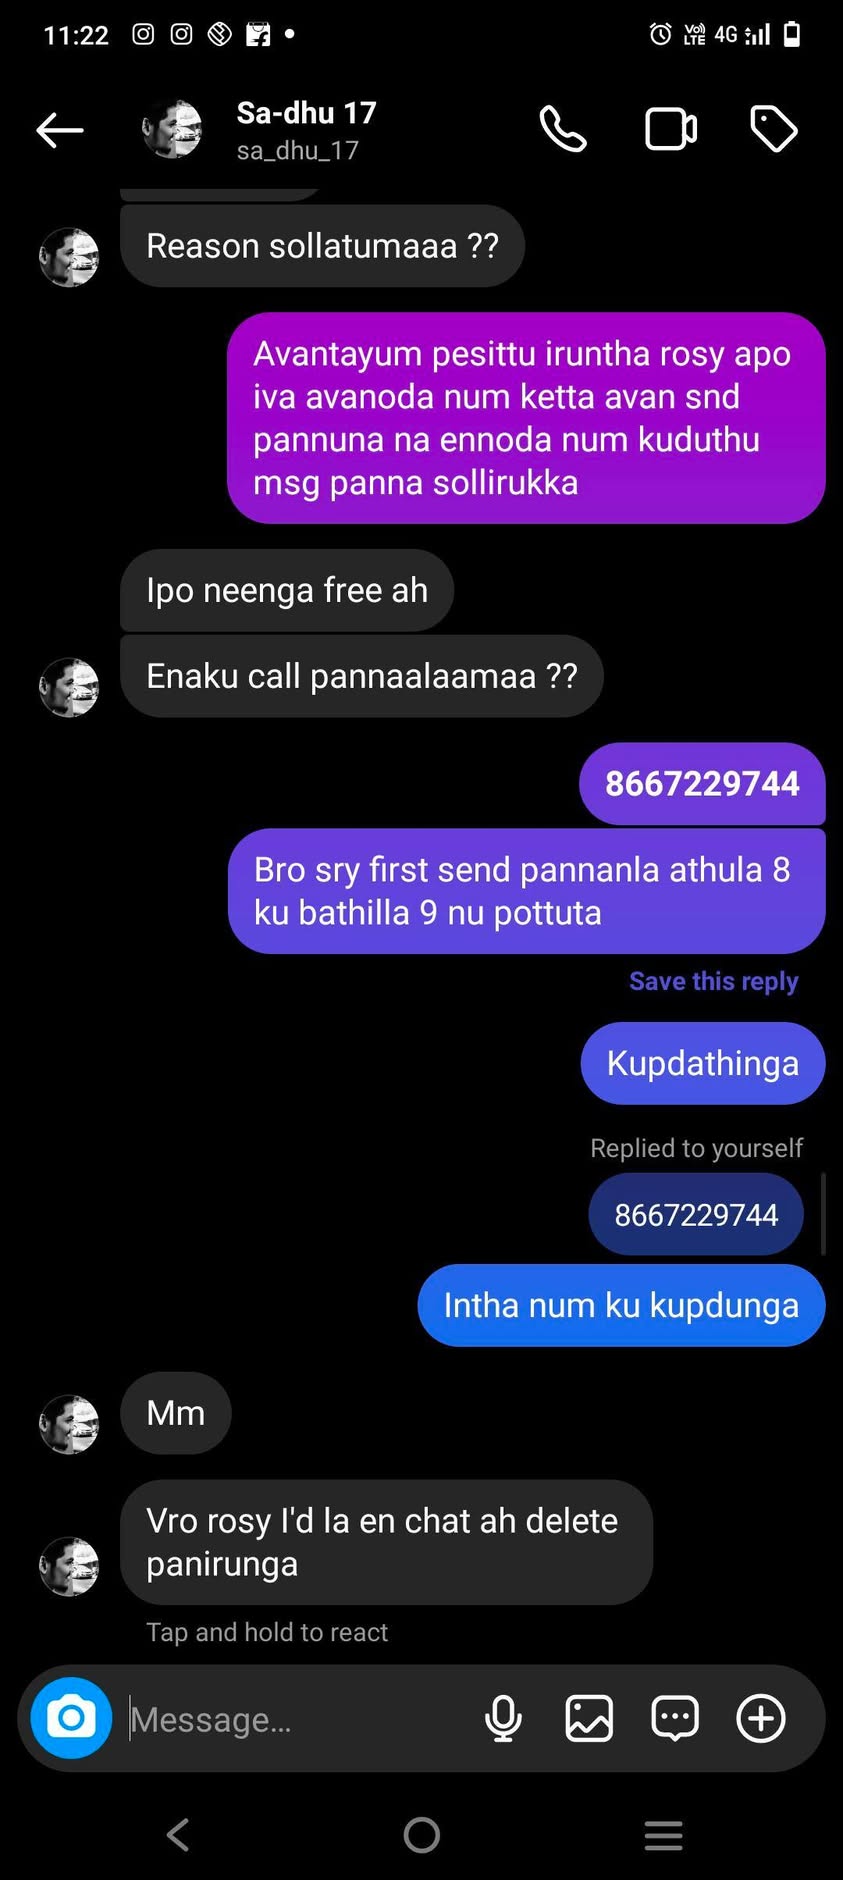 11:22
Vo) LTE 4G
Sa-dhu 17
sa_dhu_17
Reason sollatumaaa ??
Avantayum pesittu iruntha rosy apo
iva avanoda num ketta avan snd
pannuna na ennoda num kuduthu
msg panna sollirukka
Ipo neenga free ah
Enaku call pannaalaamaa ??
8667229744
Bro sry first send pannanla athula 8
ku bathilla 9 nu pottuta
Save this reply
Kupdathinga
Replied to yourself
8667229744
Intha num ku kupdunga
Mm
Vro rosy I'd la en chat ah delete
panirunga
Tap and hold to react
Message...